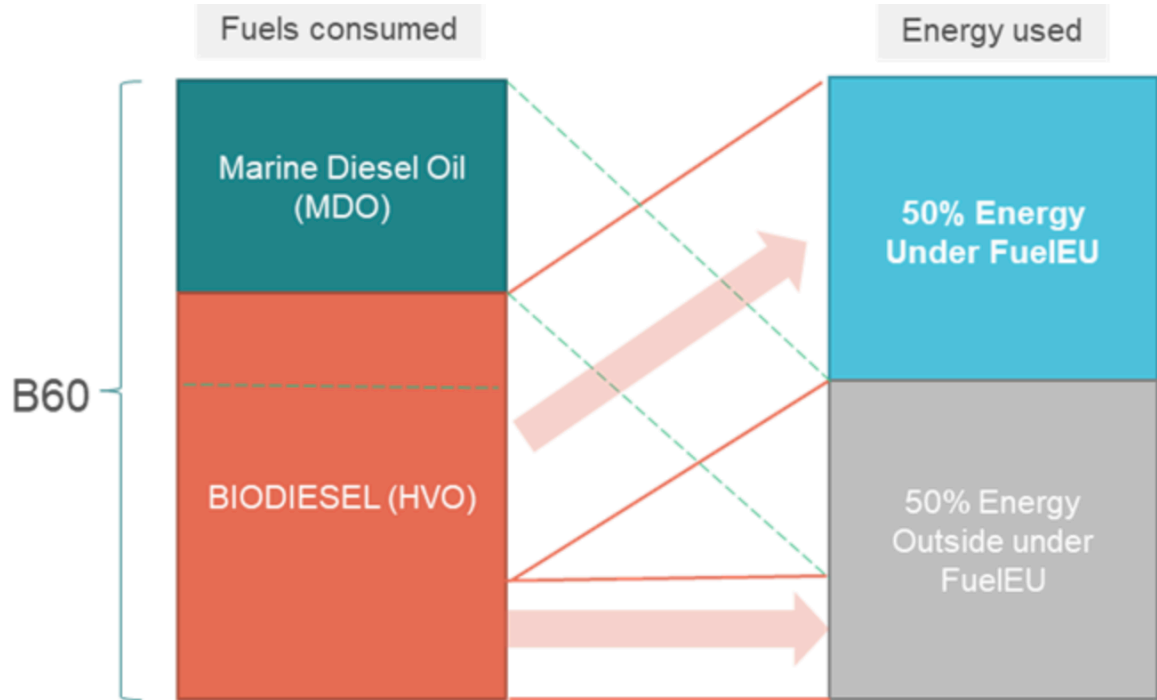 Fuels consumed
Energy used
Marine Diesel Oil
(MDO)
50% Energy
Under FuelEU
B60
BIODIESEL (HVO)
50% Energy
Outside under
FuelEU